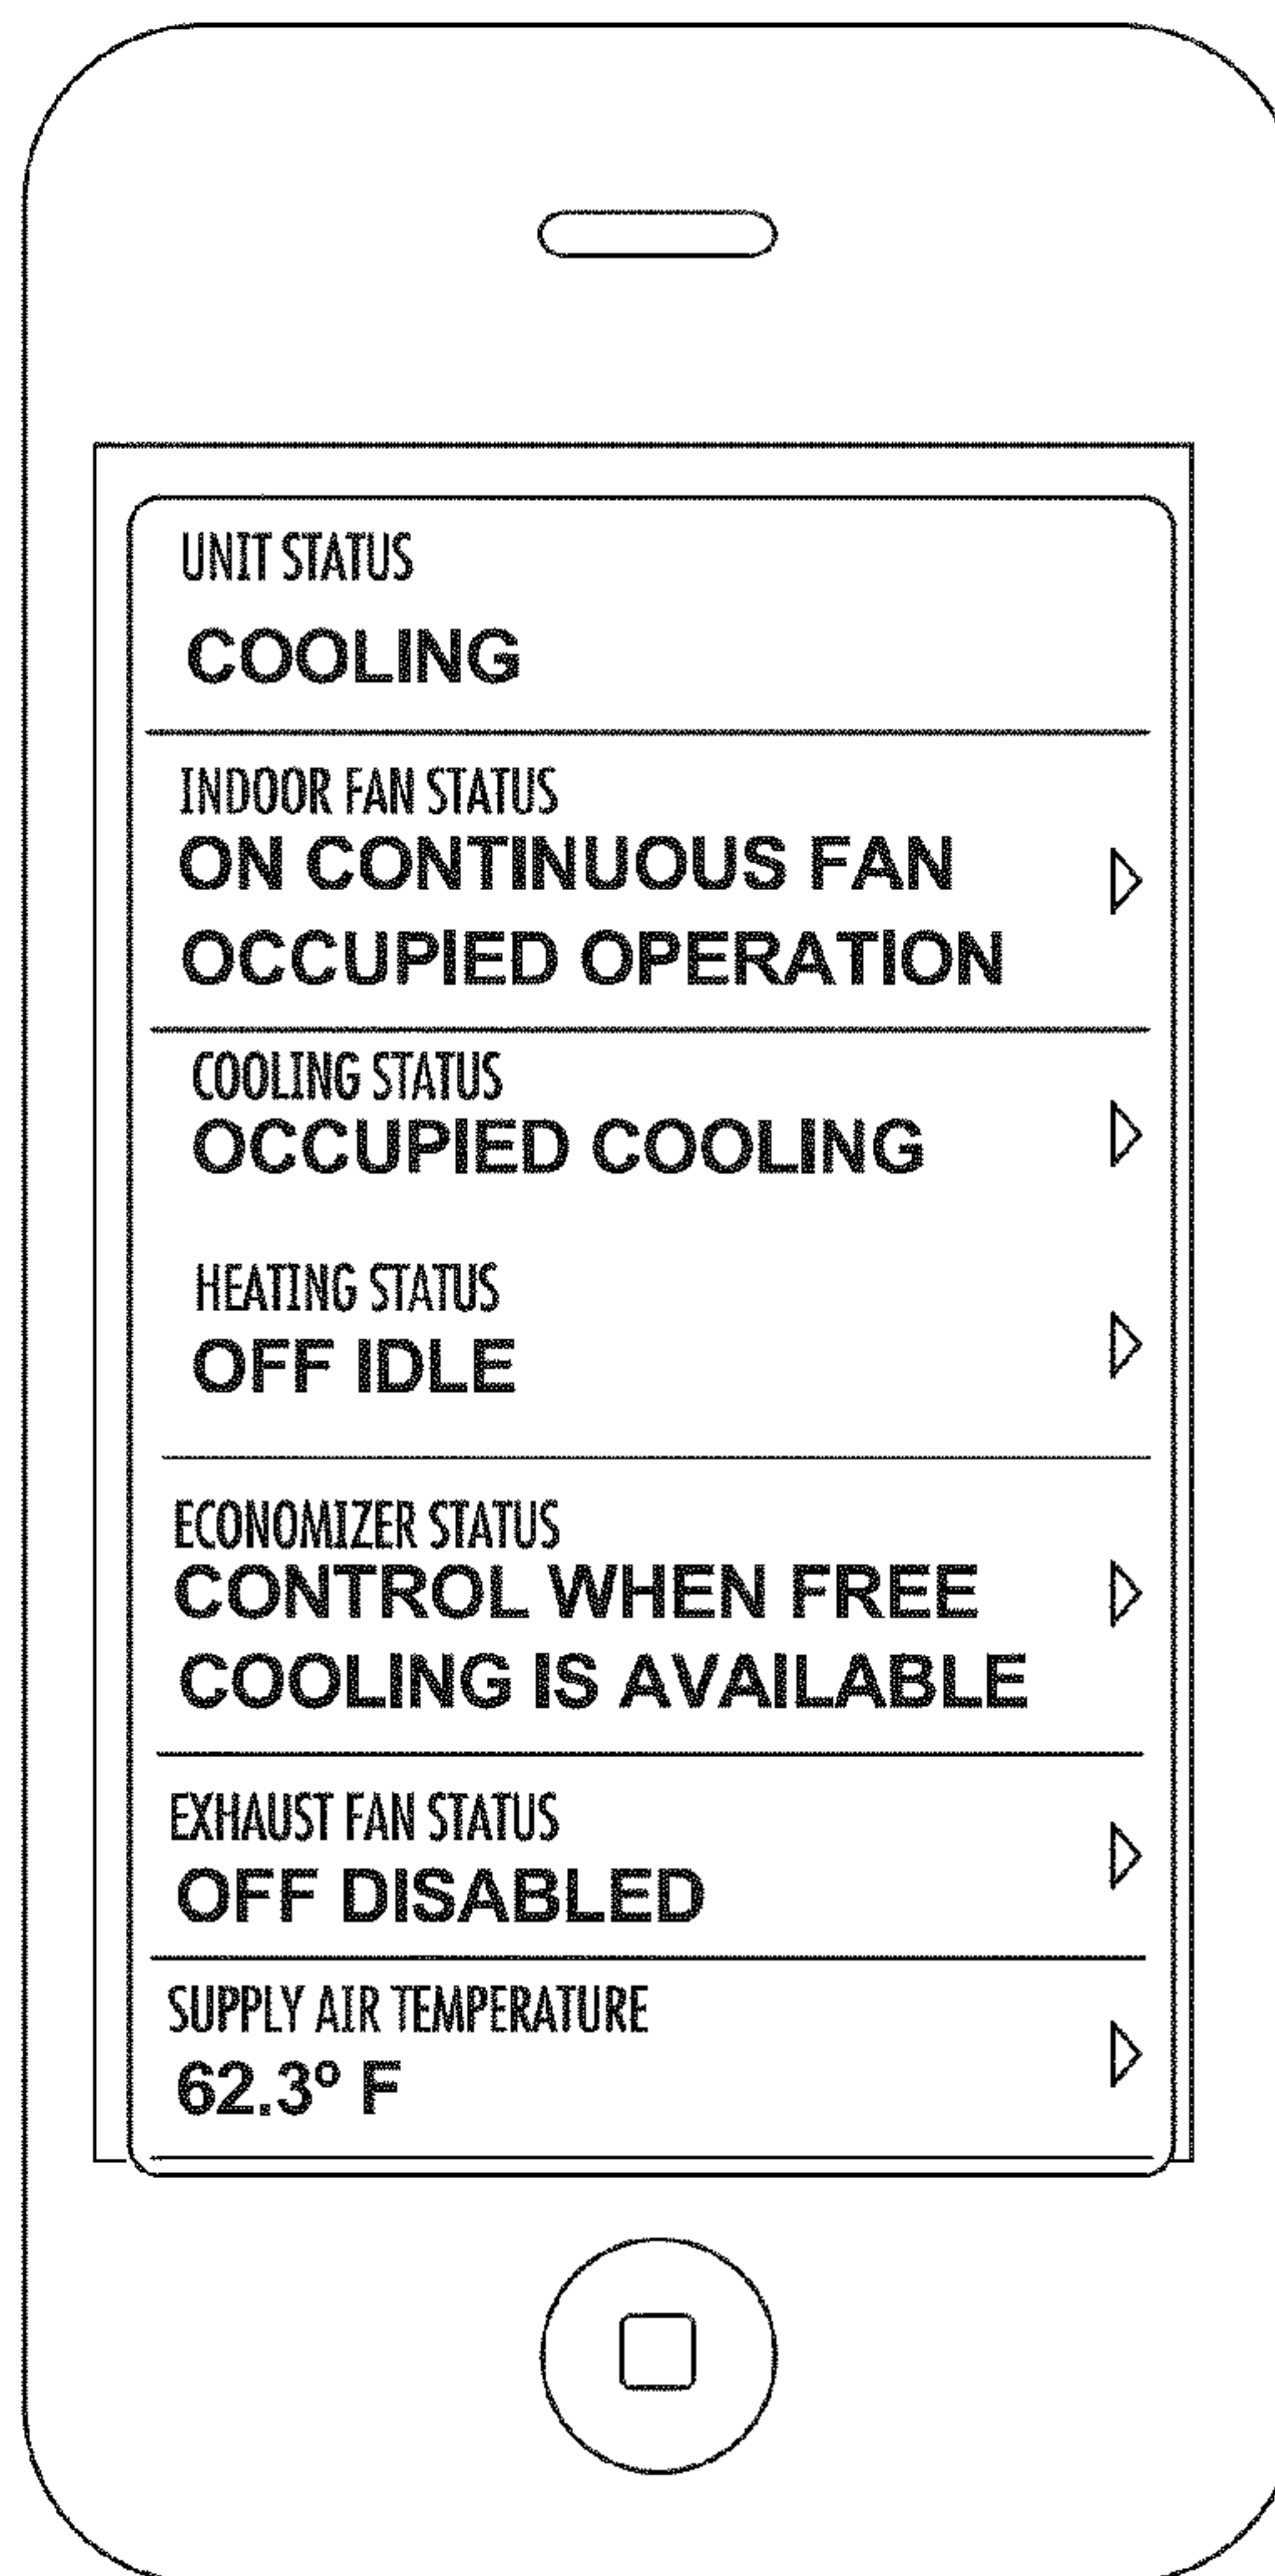 UNIT STATUS
COOLING
INDOOR FAN STATUS
ON CONTINUOUS FAN
OCCUPIED OPERATION
COOLING STATUS
OCCUPIED COOLING
HEATING STATUS
OFF IDLE
ECONOMIZER STATUS
CONTROL WHEN FREE
COOLING IS AVAILABLE
EXHAUST FAN STATUS
OFF DISABLED
SUPPLY AIR TEMPERATURE
62.3º F